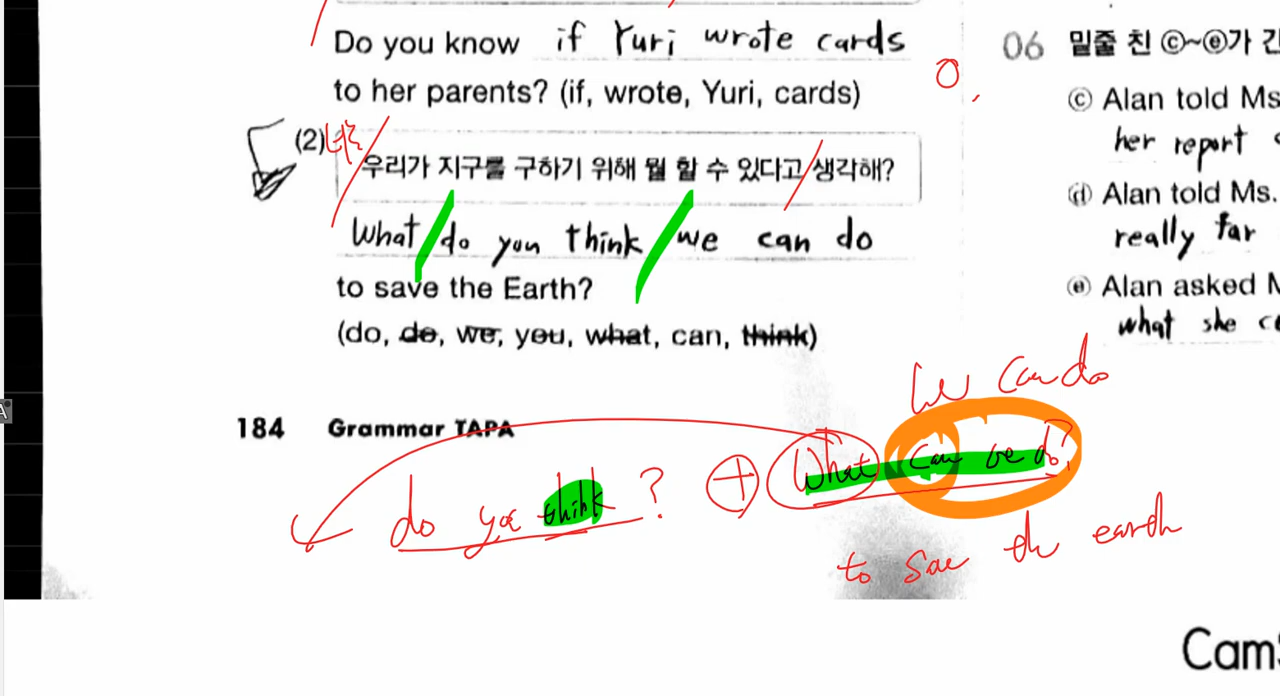 Do you know if Yuri wrote cards
to her parents? (if, wrote, Yuri, cards)
(2) 너는
우리가 지구를 구하기 위해 뭘 할 수 있다고 생각해?
What do you think we can do
to save the Earth?
(do, do, we, you, what, can, think)
184 Grammar TAPA
we can do
do you think ? + What can we do?
to save the earth
06 밑줄 친 ⓒ~ⓔ가 간
ⓒ Alan told Ms
her report
ⓓ Alan told Ms.
really far
ⓔ Alan asked M
what she c
CamS